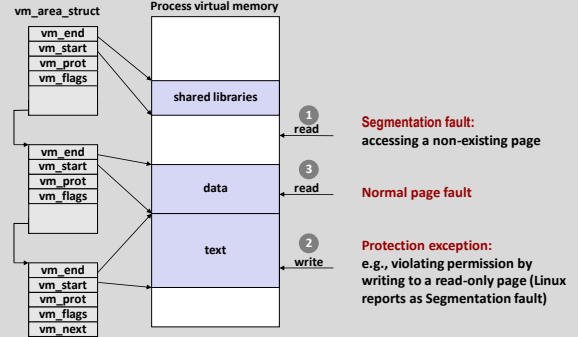 vm_area_struct
Process virtual memory
vm_end
vm_start
vm_prot
vm_flags
shared libraries
1
read
Segmentation fault:
accessing a non-existing page
vm_end
vm_start
vm_prot
vm_flags
data
3
read
Normal page fault
text
2
write
Protection exception:
e.g., violating permission by
writing to a read-only page (Linux
reports as Segmentation fault)
vm_end
vm_start
vm_prot
vm_flags
vm_next